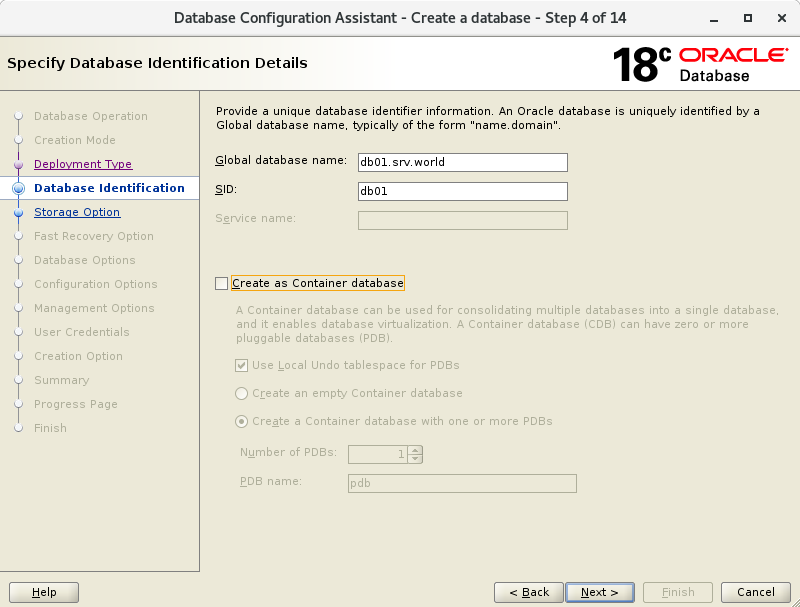 Database Configuration Assistant - Create a database - Step 4 of 14
Specify Database Identification Details
18c ORACLE
Database
Database Operation
Creation Mode
Deployment Type
Database Identification
Storage Option
Fast Recovery Option
Database Options
Configuration Options
Management Options
User Credentials
Creation Option
Summary
Progress Page
Finish
Provide a unique database identifier information. An Oracle database is uniquely identified by a
Global database name, typically of the form "name.domain".
Global database name: db01.srv.world
SID: db01
Service name:
Create as Container database
A Container database can be used for consolidating multiple databases into a single database,
and it enables database virtualization. A Container database (CDB) can have zero or more
pluggable databases (PDB).
Use Local Undo tablespace for PDBs
Create an empty Container database
Create a Container database with one or more PDBs
Number of PDBs: 1
PDB name: pdb
Help
< Back
Next >
Finish
Cancel